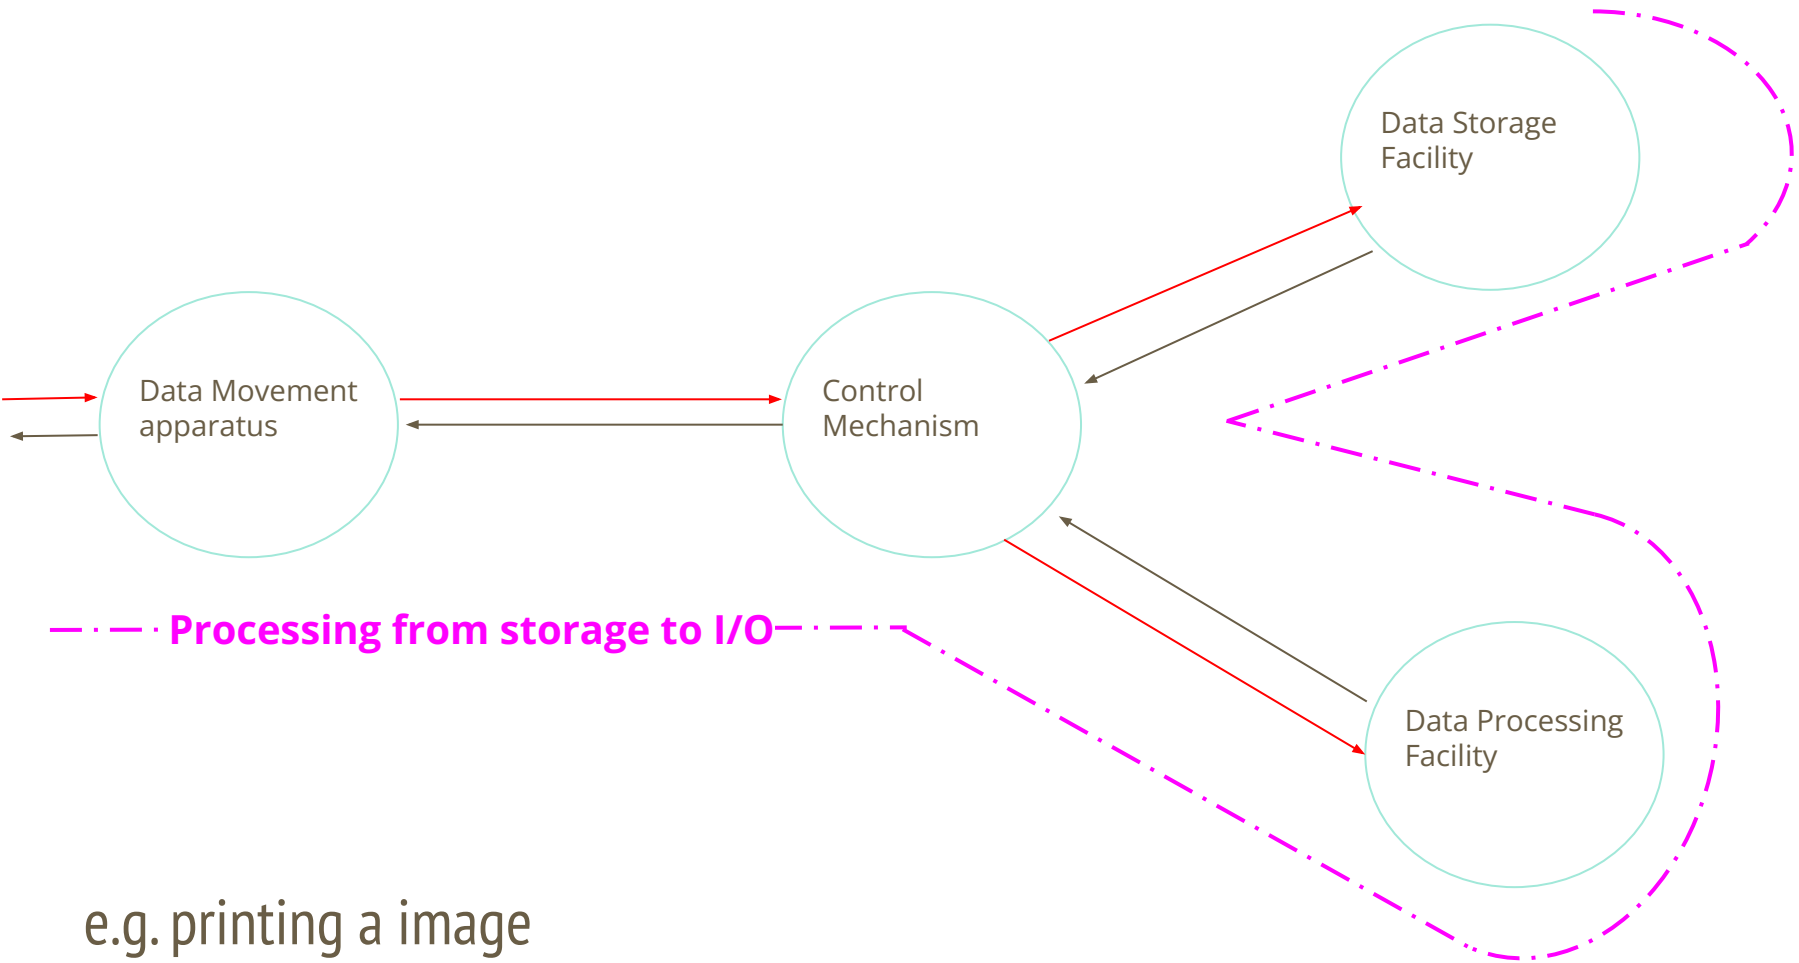 Data Storage
Facility
Data Movement
apparatus
Control
Mechanism
Processing from storage to I/O
Data Processing
Facility
e.g. printing a image